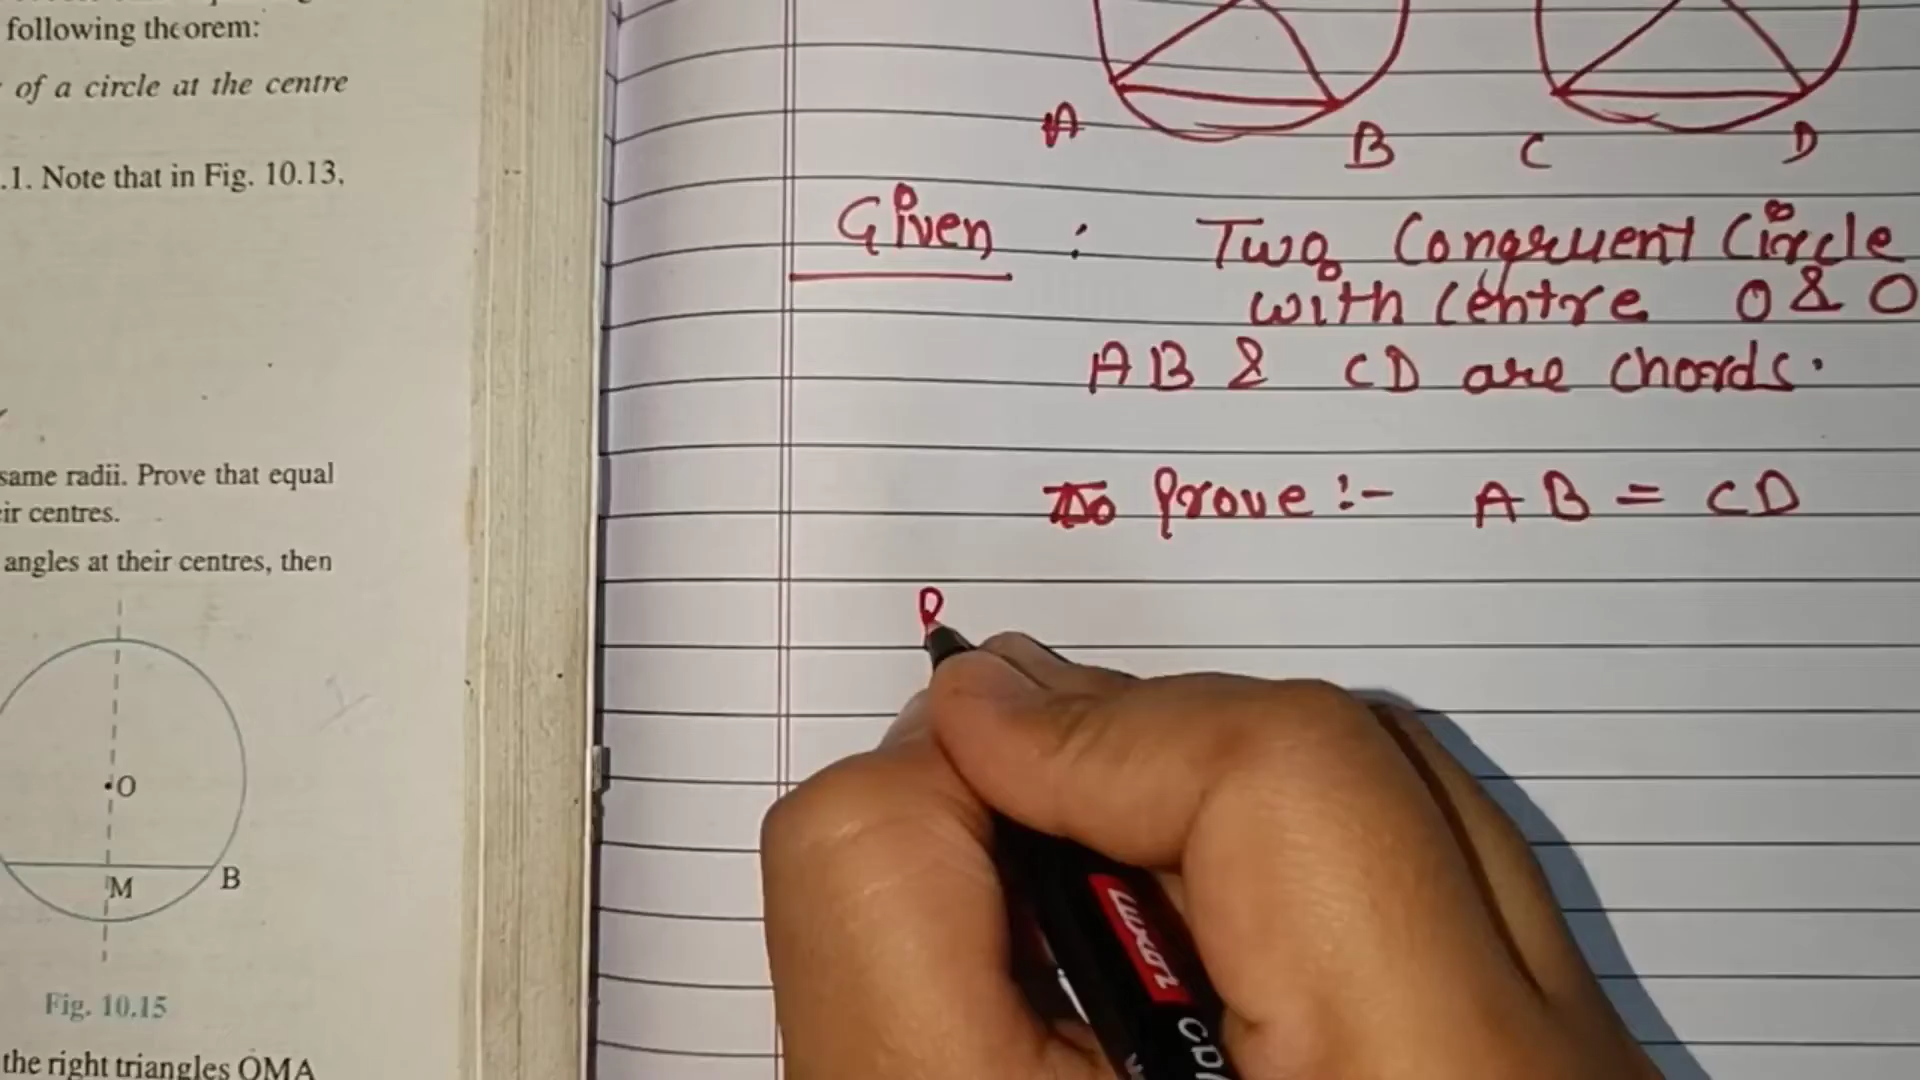 following theorem:
of a circle at the centre
.1. Note that in Fig. 10.13,
same radii. Prove that equal
eir centres.
angles at their centres, then
O
M
B
Fig. 10.15
the right triangles OMA
A
B
C
D
Given : Two Congruent Circle
with Centre O & O
AB & CD are chords.
To Prove :- AB = CD
Luxor